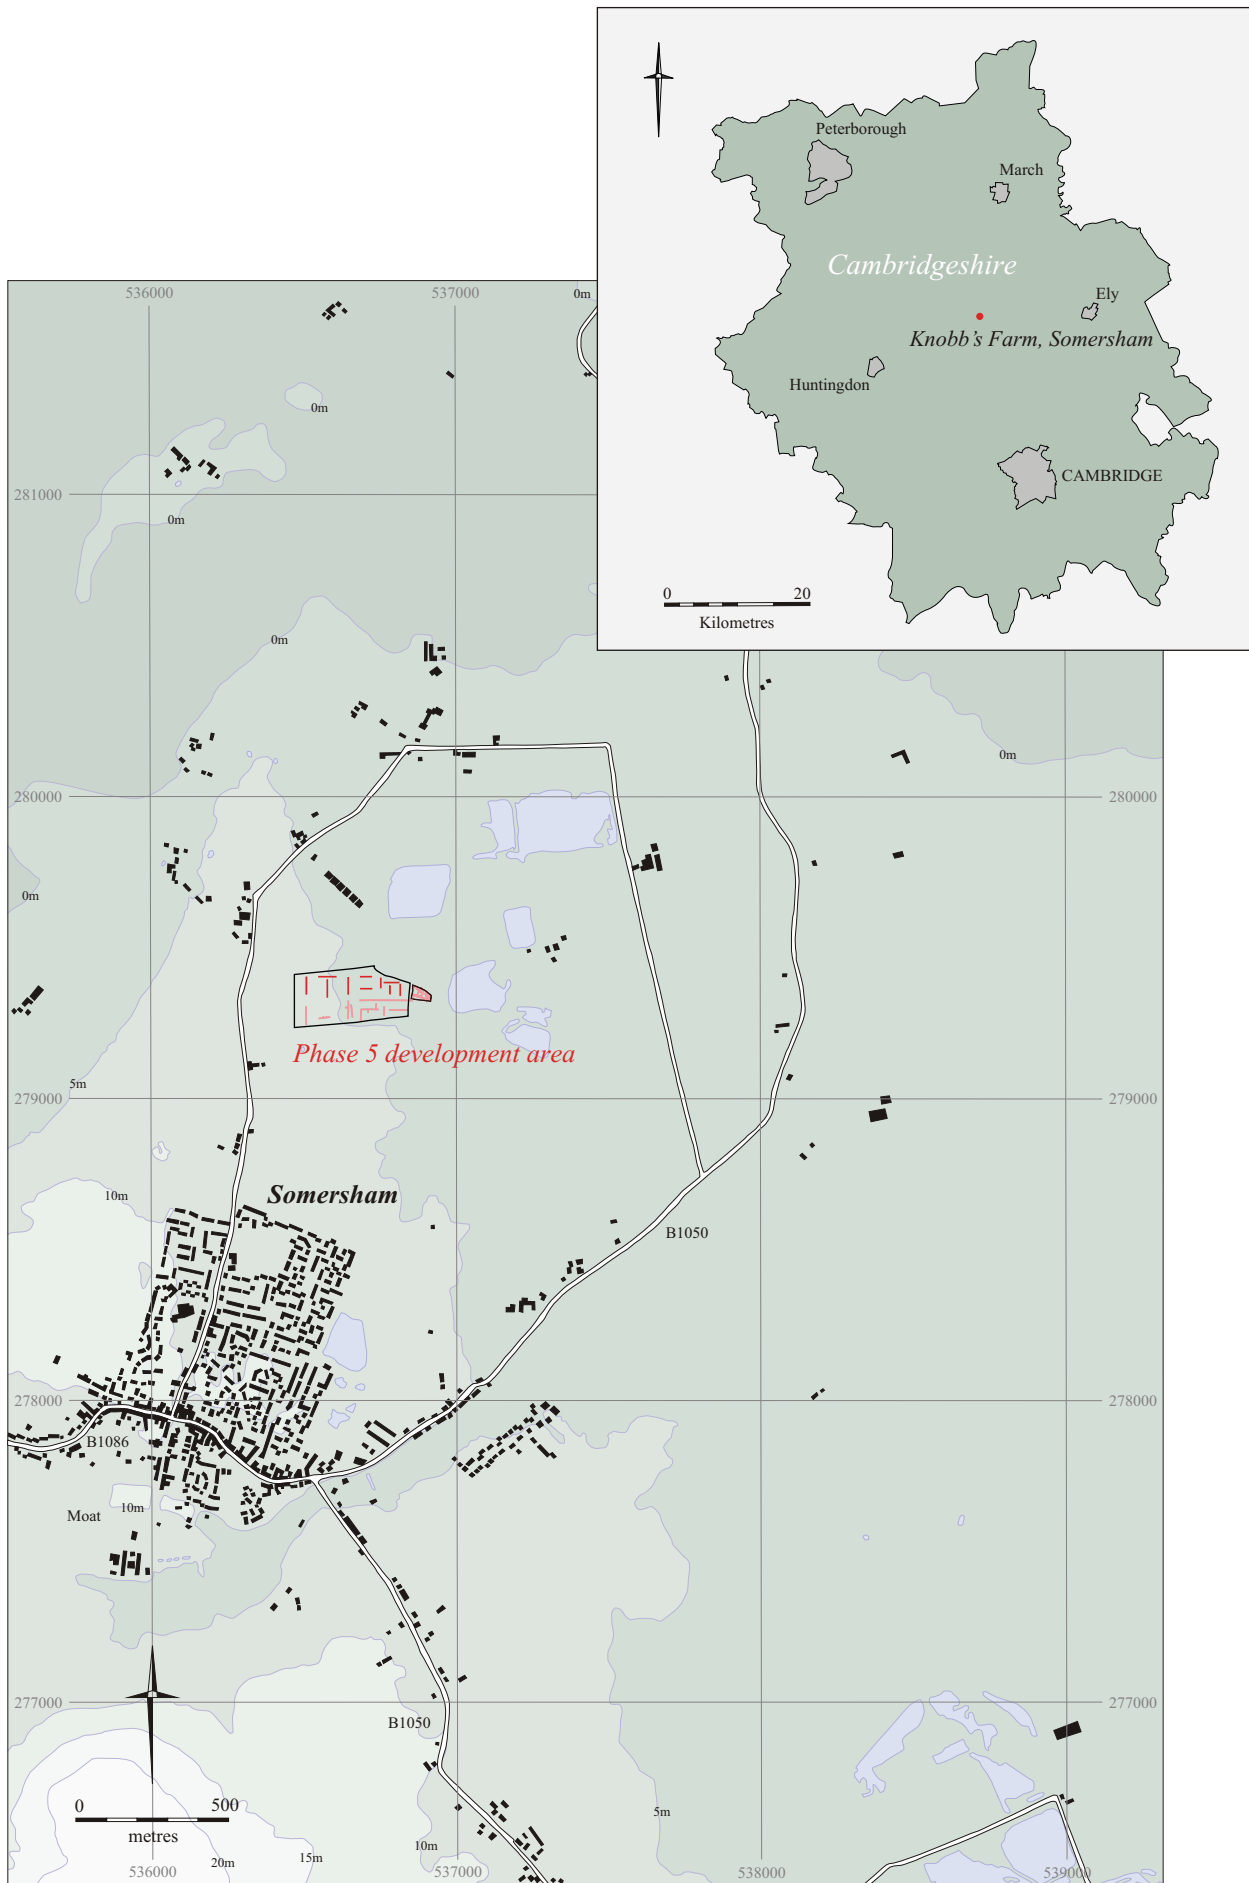 Peterborough
March
Cambridgeshire
Ely
Knobb’s Farm, Somersham
Huntingdon
CAMBRIDGE
0 20
Kilometres
536000 537000 0m
0m
281000
0m
0m
0m
280000 280000
0m
Phase 5 development area
5m
279000 279000
10m
Somersham
B1050
278000 278000
B1086
10m
Moat
277000 277000
B1050
0 500
metres
5m
10m
15m
20m
536000 537000 538000 539000